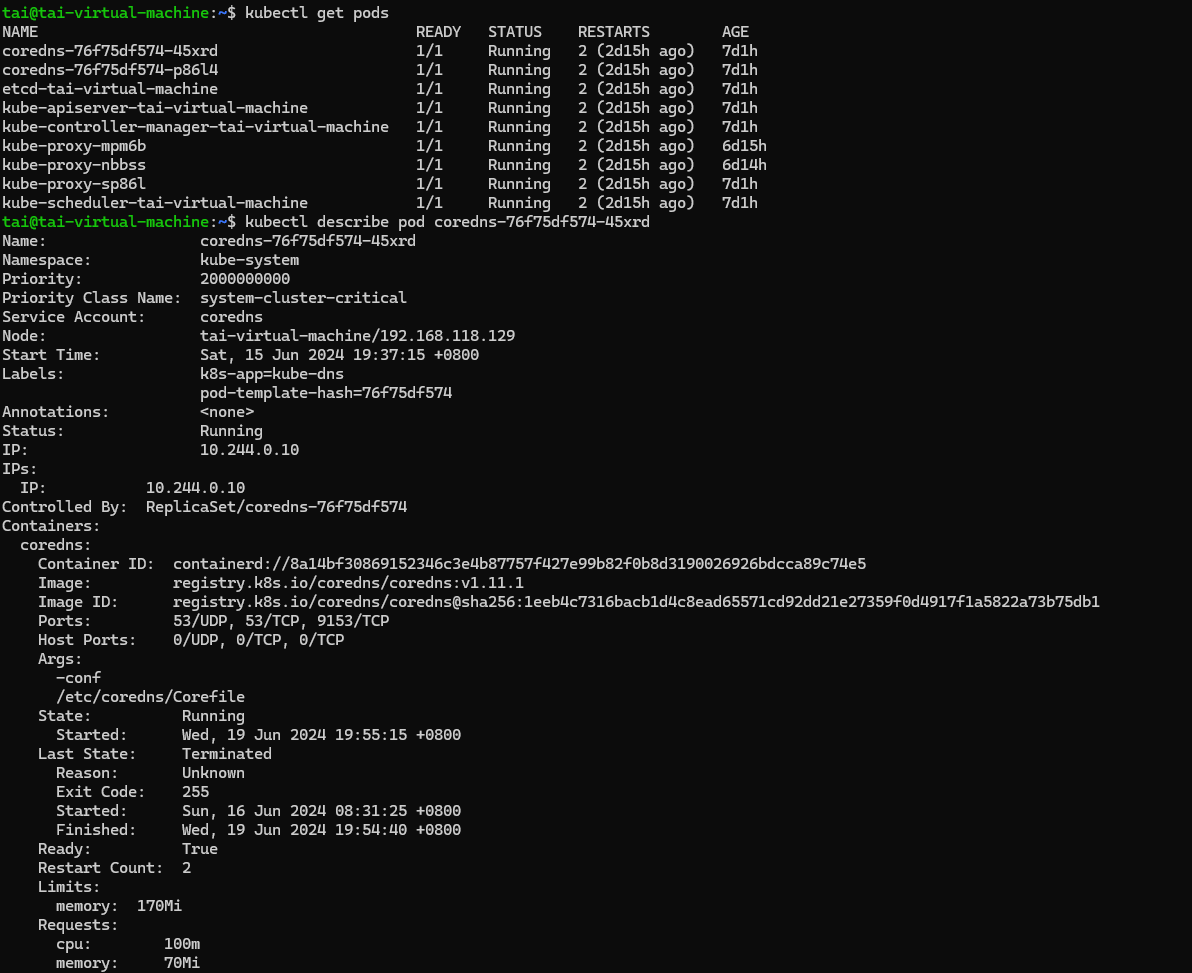 tai@tai-virtual-machine:~$ kubectl get pods
NAME READY STATUS RESTARTS AGE
coredns-76f75df574-45xrd 1/1 Running 2 (2d15h ago) 7d1h
coredns-76f75df574-p86l4 1/1 Running 2 (2d15h ago) 7d1h
etcd-tai-virtual-machine 1/1 Running 2 (2d15h ago) 7d1h
kube-apiserver-tai-virtual-machine 1/1 Running 2 (2d15h ago) 7d1h
kube-controller-manager-tai-virtual-machine 1/1 Running 2 (2d15h ago) 7d1h
kube-proxy-mpm6b 1/1 Running 2 (2d15h ago) 6d15h
kube-proxy-nbbss 1/1 Running 2 (2d15h ago) 6d14h
kube-proxy-sp86l 1/1 Running 2 (2d15h ago) 7d1h
kube-scheduler-tai-virtual-machine 1/1 Running 2 (2d15h ago) 7d1h
tai@tai-virtual-machine:~$ kubectl describe pod coredns-76f75df574-45xrd
Name: coredns-76f75df574-45xrd
Namespace: kube-system
Priority: 2000000000
Priority Class Name: system-cluster-critical
Service Account: coredns
Node: tai-virtual-machine/192.168.118.129
Start Time: Sat, 15 Jun 2024 19:37:15 +0800
Labels: k8s-app=kube-dns
pod-template-hash=76f75df574
Annotations: <none>
Status: Running
IP: 10.244.0.10
IPs:
IP: 10.244.0.10
Controlled By: ReplicaSet/coredns-76f75df574
Containers:
coredns:
Container ID: containerd://8a14bf30869152346c3e4b87757f427e99b82f0b8d3190026926bdcca89c74e5
Image: registry.k8s.io/coredns/coredns:v1.11.1
Image ID: registry.k8s.io/coredns/coredns@sha256:1eeb4c7316bacb1d4c8ead65571cd92dd21e27359f0d4917f1a5822a73b75db1
Ports: 53/UDP, 53/TCP, 9153/TCP
Host Ports: 0/UDP, 0/TCP, 0/TCP
Args:
-conf
/etc/coredns/Corefile
State: Running
Started: Wed, 19 Jun 2024 19:55:15 +0800
Last State: Terminated
Reason: Unknown
Exit Code: 255
Started: Sun, 16 Jun 2024 08:31:25 +0800
Finished: Wed, 19 Jun 2024 19:54:40 +0800
Ready: True
Restart Count: 2
Limits:
memory: 170Mi
Requests:
cpu: 100m
memory: 70Mi